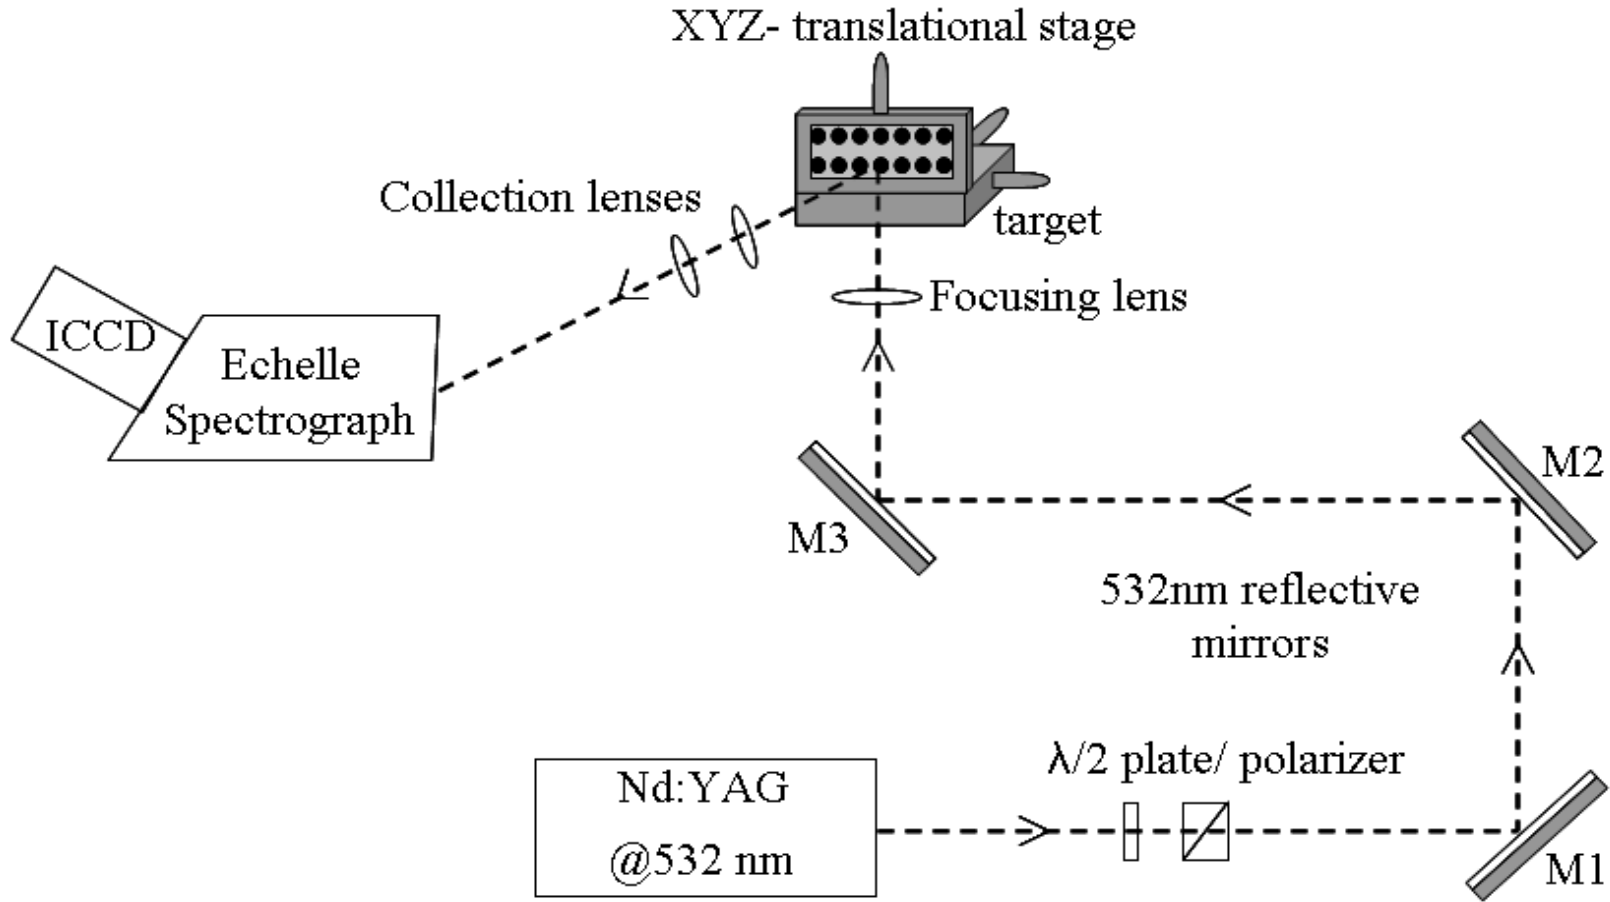 XYZ- translational stage
Collection lenses
target
Focusing lens
ICCD
Echelle
Spectrograph
M2
M3
532nm reflective
mirrors
λ/2 plate/ polarizer
Nd:YAG
@532 nm
M1